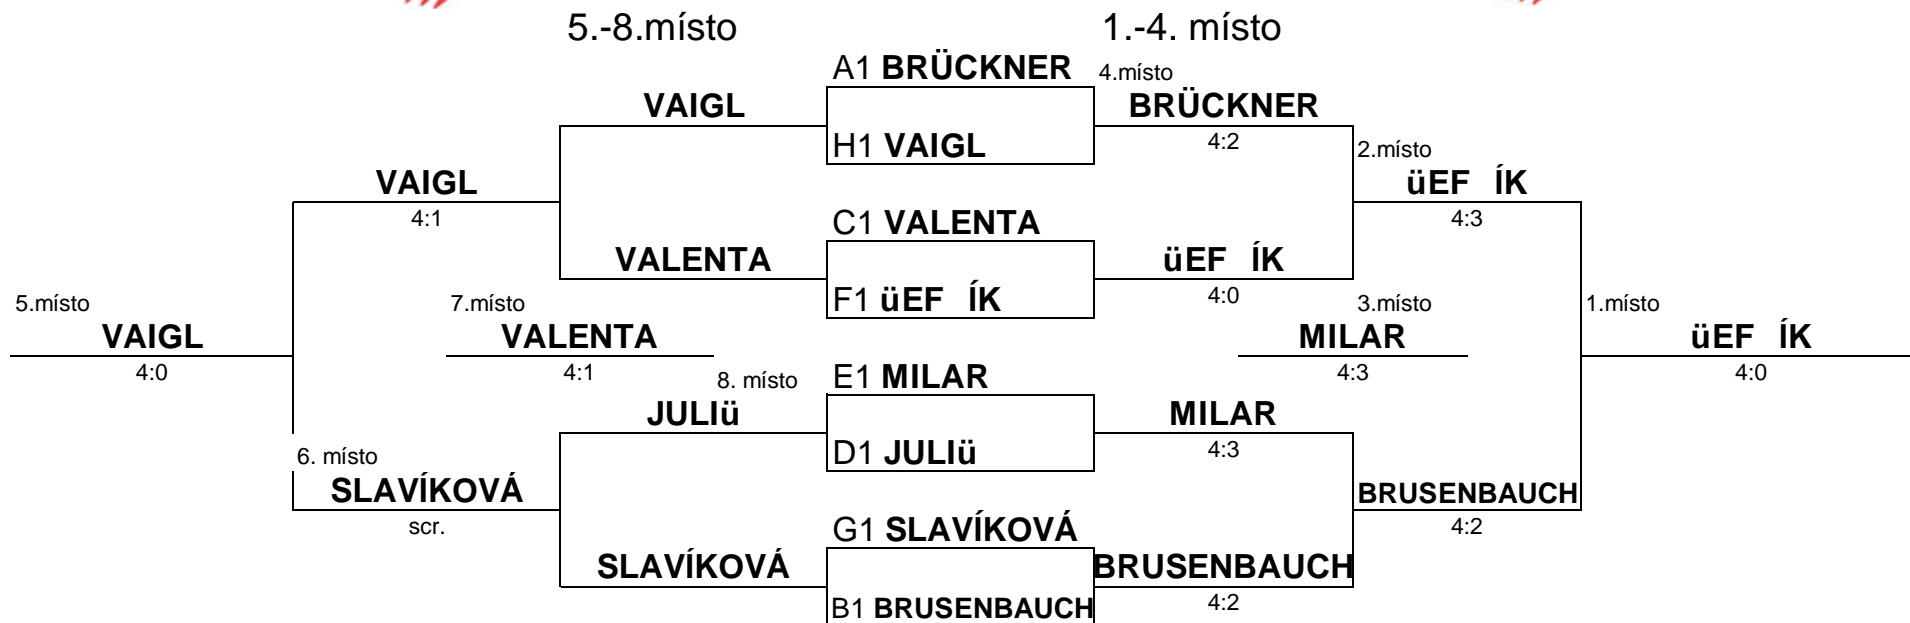 5.-8.místo 1.-4. místo
A1 BRÜCKNER 4.místo
VAIGL BRÜCKNER
H1 VAIGL 4:2 2.místo
VAIGL üEF ÍK
4:1 C1 VALENTA 4:3
VALENTA üEF ÍK
5.místo 7.místo F1 üEF ÍK 4:0 3.místo 1.místo
VAIGL VALENTA MILAR üEF ÍK
4:0 4:1 8. místo E1 MILAR 4:3 4:0
JULIü MILAR
6. místo D1 JULIü 4:3
SLAVÍKOVÁ BRUSENBAUCH
scr. G1 SLAVÍKOVÁ 4:2
SLAVÍKOVÁ BRUSENBAUCH
B1 BRUSENBAUCH 4:2